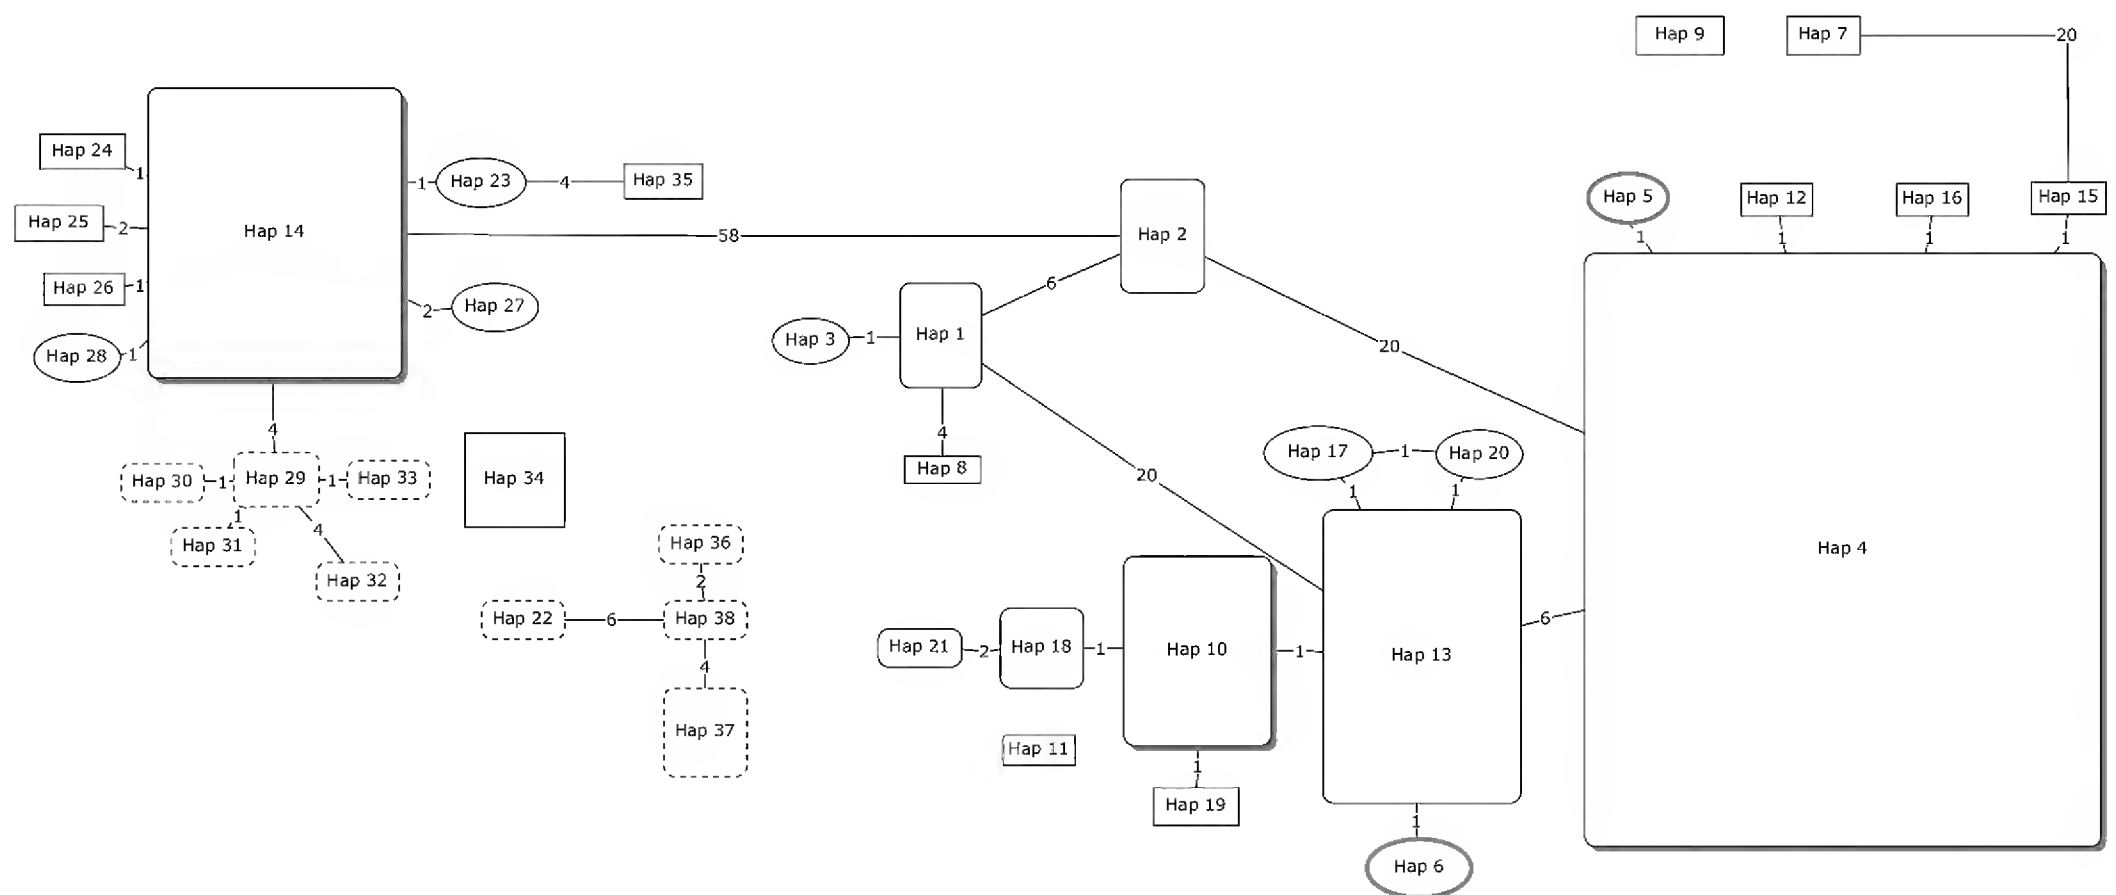 Hap 9
Hap 7
20
Hap 24
1
Hap 14
1
Hap 23
4
Hap 35
Hap 25
2
Hap 26
1
Hap 28
1
2
Hap 27
58
Hap 2
6
Hap 1
Hap 3
1
4
Hap 8
20
20
Hap 5
1
Hap 12
1
Hap 16
1
Hap 15
1
Hap 4
4
Hap 29
Hap 30
1
1
Hap 33
1
Hap 31
4
Hap 32
Hap 34
Hap 36
2
Hap 22
6
Hap 38
4
Hap 37
Hap 17
1
Hap 20
1
1
Hap 21
2
Hap 18
1
Hap 10
1
Hap 13
6
Hap 11
1
Hap 19
1
Hap 6